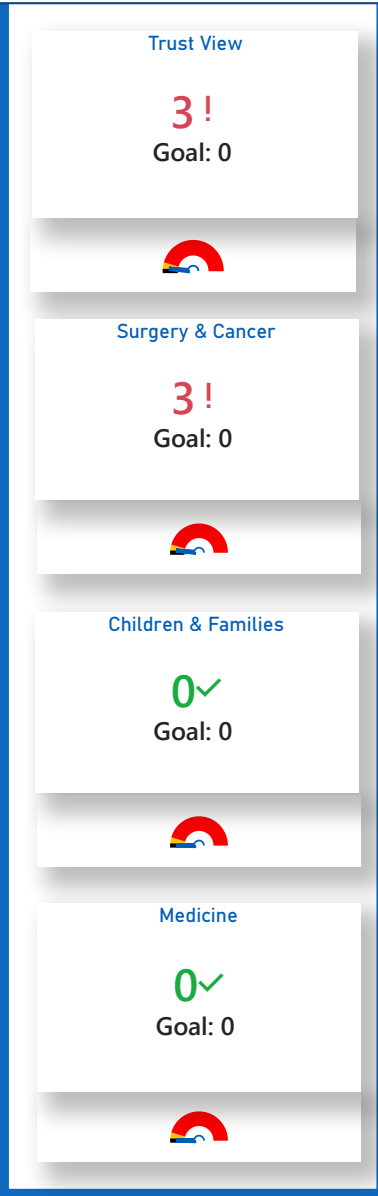 Trust View
3 !
Goal: 0
Surgery & Cancer
3 !
Goal: 0
Children & Families
0✓
Goal: 0
Medicine
0✓
Goal: 0